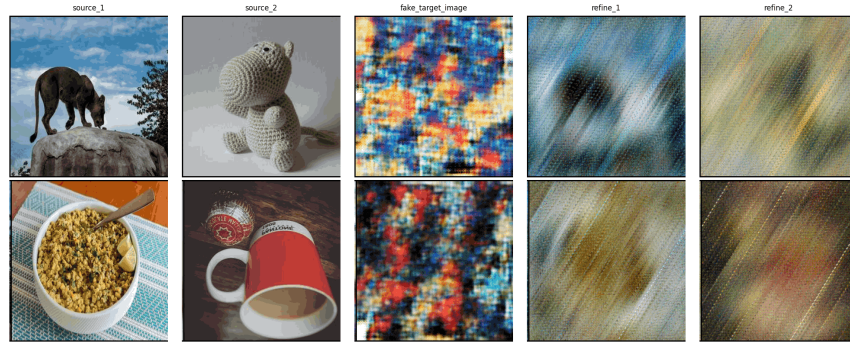 source_1
source_2
fake_target_image
refine_1
refine_2